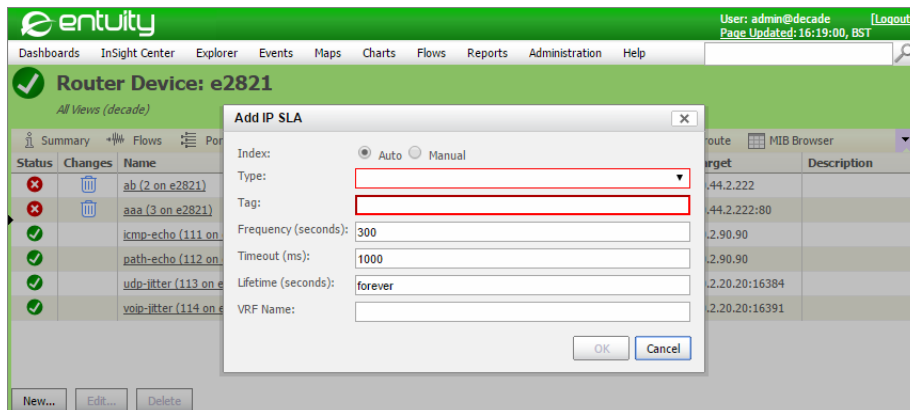 entuity
User: admin@decade [Logout
Page Updated: 16:19:00, BST
Dashboards InSight Center Explorer Events Maps Charts Flows Reports Administration Help
Router Device: e2821
All Views (decade)
Summary Flows Por route MIB Browser
Add IP SLA
Status Changes Name rget Description
Index: Auto Manual
Type:
ab (2 on e2821) .44.2.222
Tag:
aaa (3 on e2821) .44.2.222:80
Frequency (seconds): 300
icmp-echo (111 on .2.90.90
Timeout (ms): 1000
path-echo (112 on .2.90.90
Lifetime (seconds): forever
udp-jitter (113 on e .2.20.20:16384
VRF Name:
voip-jitter (114 on e .2.20.20:16391
OK Cancel
New... Edit... Delete